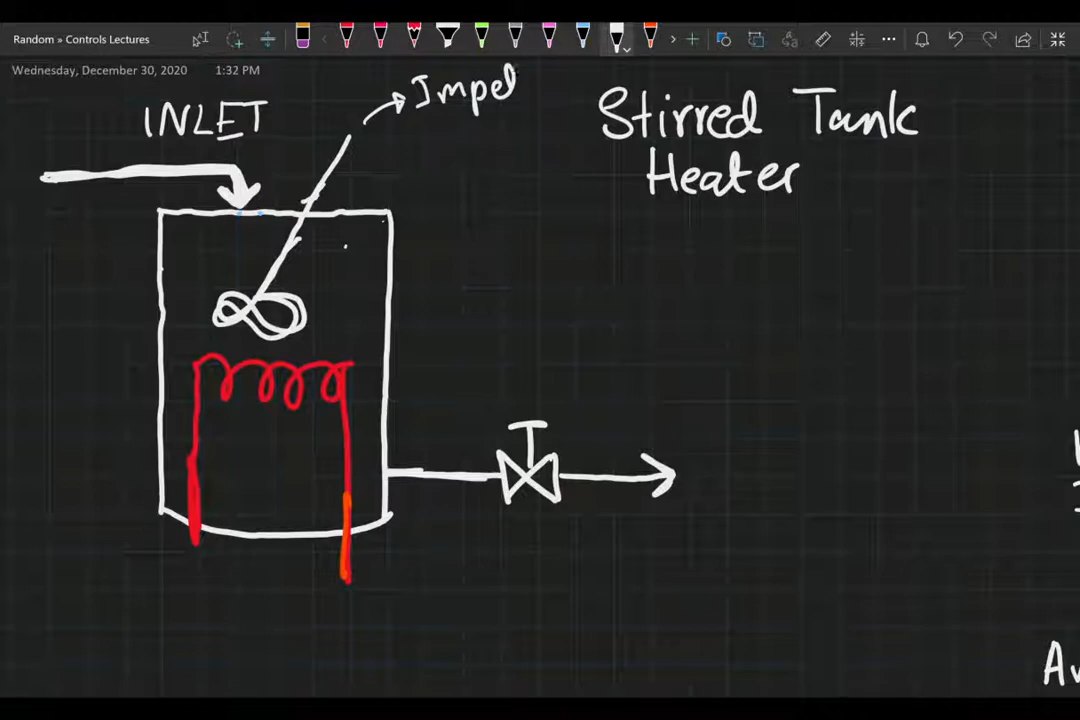 Random » Controls Lectures
Wednesday, December 30, 2020 1:32 PM
INLET
Impel
Stirred Tank
Heater